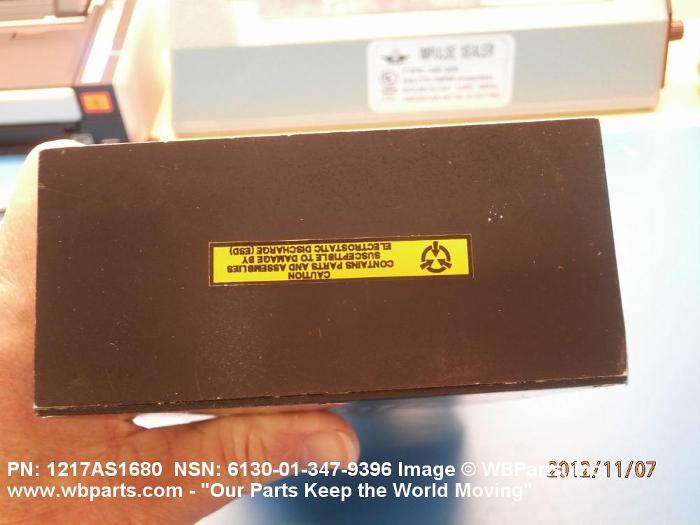 IMPULSE SEALER
CAUTION
CONTAINS PARTS AND ASSEMBLIES
SUSCEPTIBLE TO DAMAGE BY
ELECTROSTATIC DISCHARGE (ESD)
PN: 1217AS1680 NSN: 6130-01-347-9396 Image © WBParts, Inc. 2012/11/07
www.wbparts.com - "Our Parts Keep the World Moving"